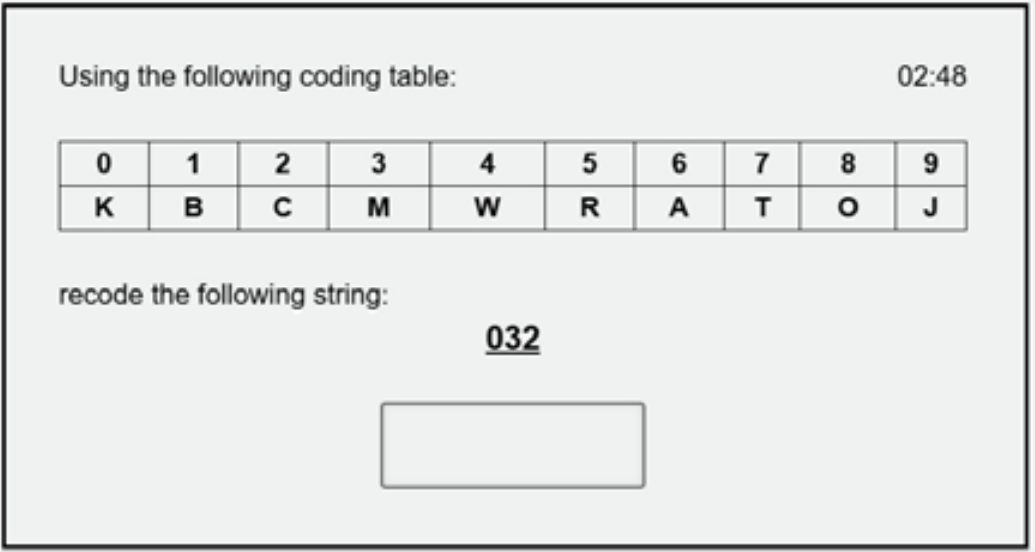 Using the following coding table: 02:48
0 1 2 3 4 5 6 7 8 9
K B C M W R A T O J
recode the following string:
032